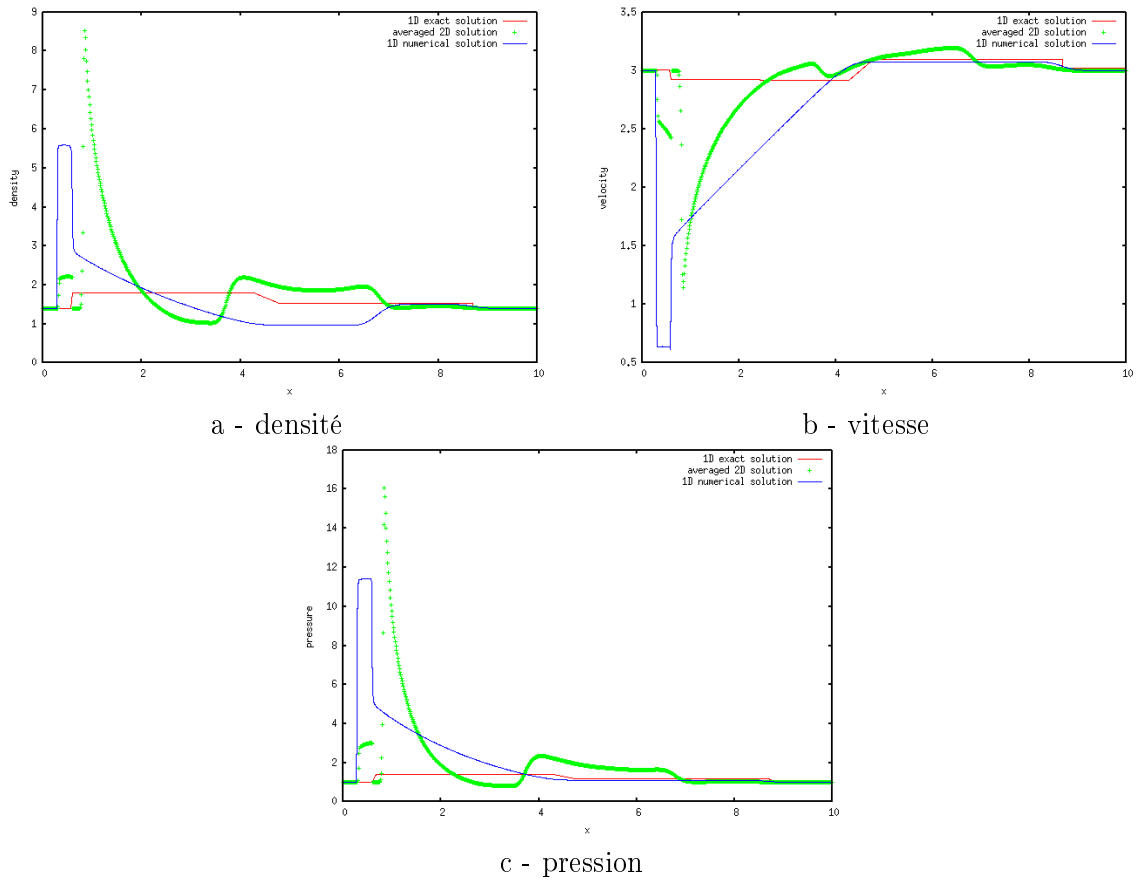 9
8
7
6
5
4
3
2
1
0
density
1D exact solution
averaged 2D solution
1D numerical solution
0 2 4 6 8 10
x
a - densité
3.5
3
2.5
2
1.5
1
0.5
velocity
1D exact solution
averaged 2D solution
1D numerical solution
0 2 4 6 8 10
x
b - vitesse
18
16
14
12
10
8
6
4
2
0
pressure
1D exact solution
averaged 2D solution
1D numerical solution
0 2 4 6 8 10
x
c - pression